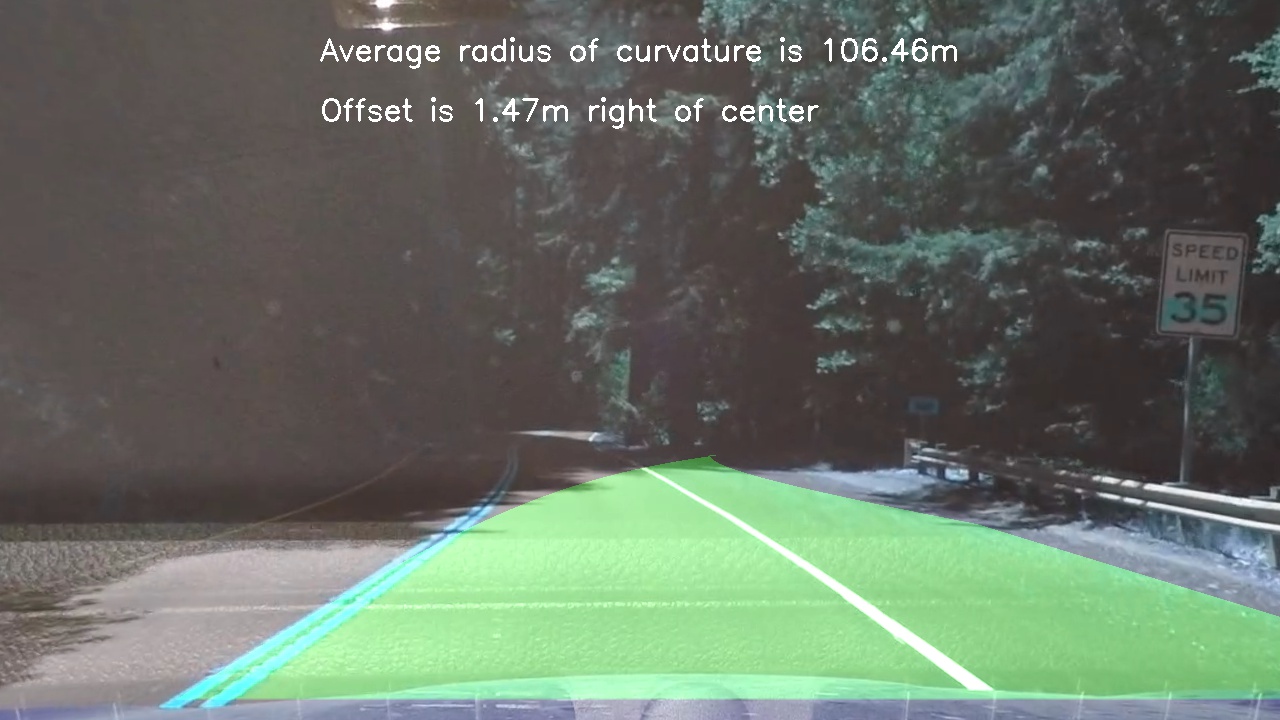 Average radius of curvature is 106.46m
Offset is 1.47m right of center
SPEED
LIMIT
35